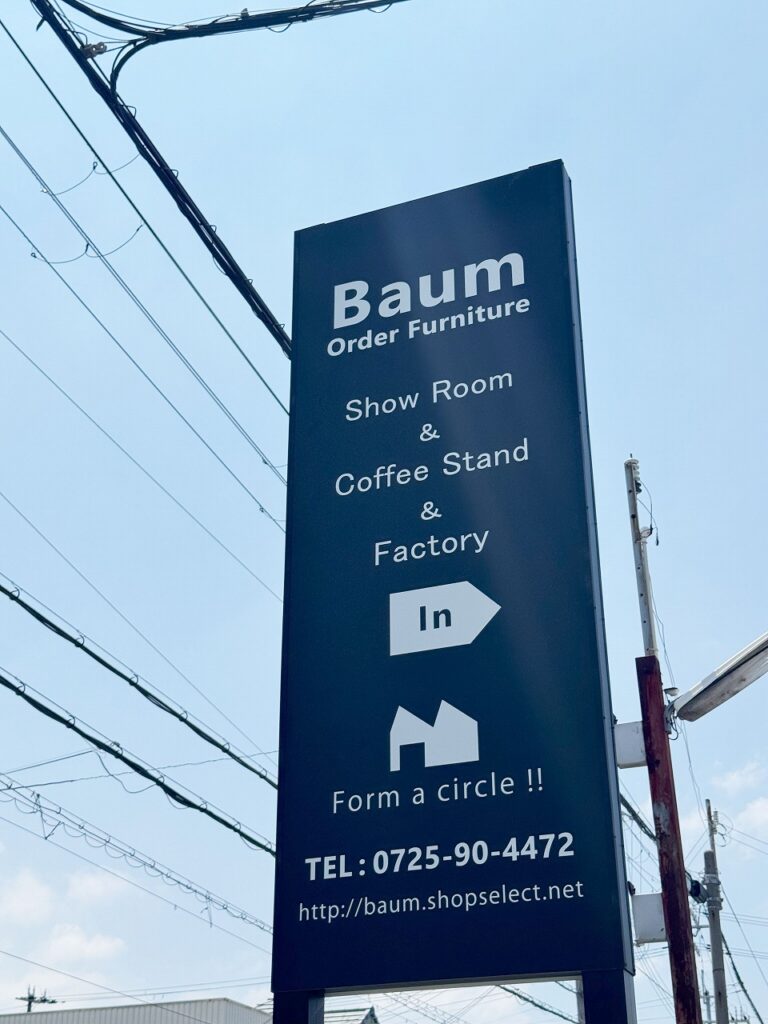 Baum
Order Furniture
Show Room
&
Coffee Stand
&
Factory
In
Form a circle !!
TEL : 0725-90-4472
http://baum.shopselect.net